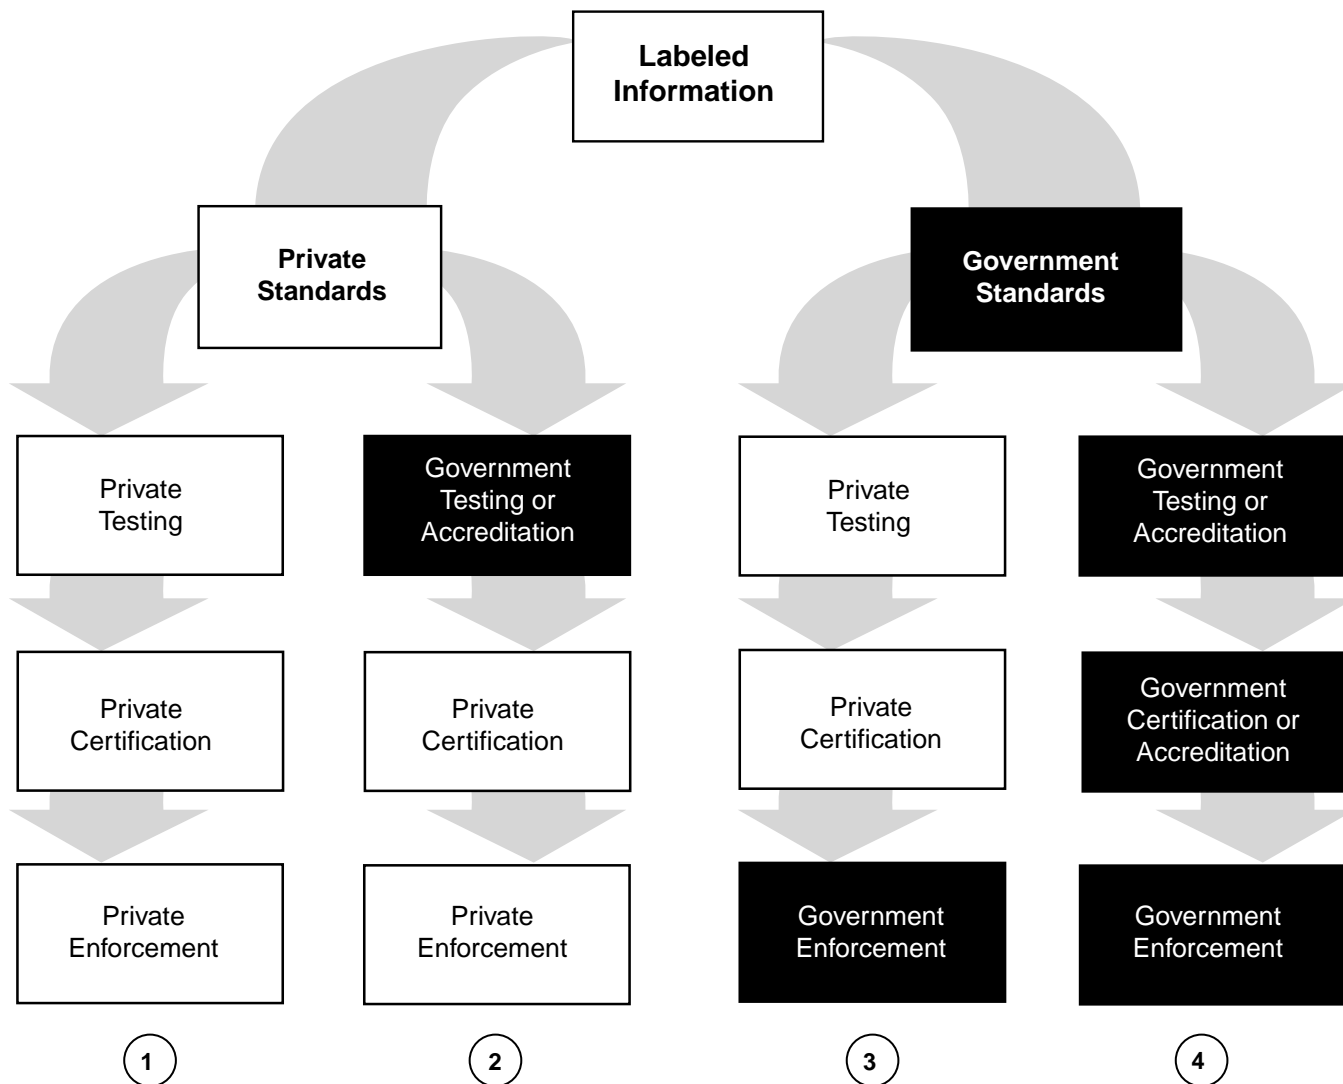 Labeled
Information
Private
Standards
Government
Standards
Private
Testing
Government
Testing or
Accreditation
Private
Testing
Government
Testing or
Accreditation
Private
Certification
Private
Certification
Private
Certification
Government
Certification or
Accreditation
Private
Enforcement
Private
Enforcement
Government
Enforcement
Government
Enforcement
1
2
3
4